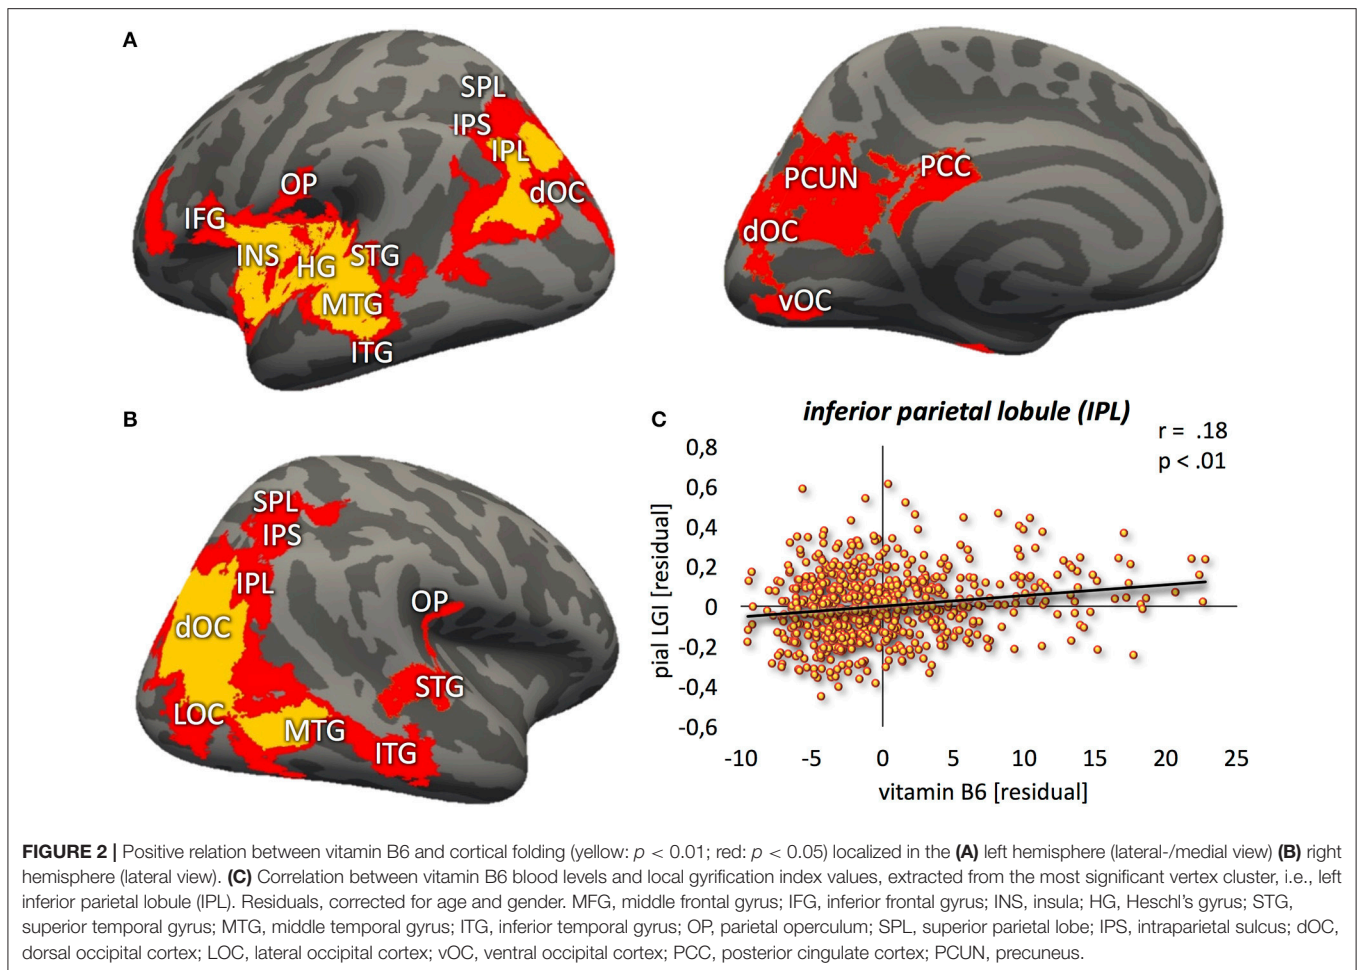 A
SPL
IPS
IPL
OP
dOC
IFG
INS
HG
STG
MTG
ITG
PCUN
PCC
dOC
vOC
B
SPL
IPS
IPL
OP
dOC
STG
LOC
MTG
ITG
C
inferior parietal lobule (IPL)
r = .18
p < .01
0,8
0,6
0,4
0,2
0
-0,2
-0,4
-0,6
pial LGI [residual]
-10 -5 0 5 10 15 20 25
vitamin B6 [residual]
FIGURE 2 | Positive relation between vitamin B6 and cortical folding (yellow: p < 0.01; red: p < 0.05) localized in the (A) left hemisphere (lateral-/medial view) (B) right
hemisphere (lateral view). (C) Correlation between vitamin B6 blood levels and local gyrification index values, extracted from the most significant vertex cluster, i.e., left
inferior parietal lobule (IPL). Residuals, corrected for age and gender. MFG, middle frontal gyrus; IFG, inferior frontal gyrus; INS, insula; HG, Heschl's gyrus; STG,
superior temporal gyrus; MTG, middle temporal gyrus; ITG, inferior temporal gyrus; OP, parietal operculum; SPL, superior parietal lobe; IPS, intraparietal sulcus; dOC,
dorsal occipital cortex; LOC, lateral occipital cortex; vOC, ventral occipital cortex; PCC, posterior cingulate cortex; PCUN, precuneus.